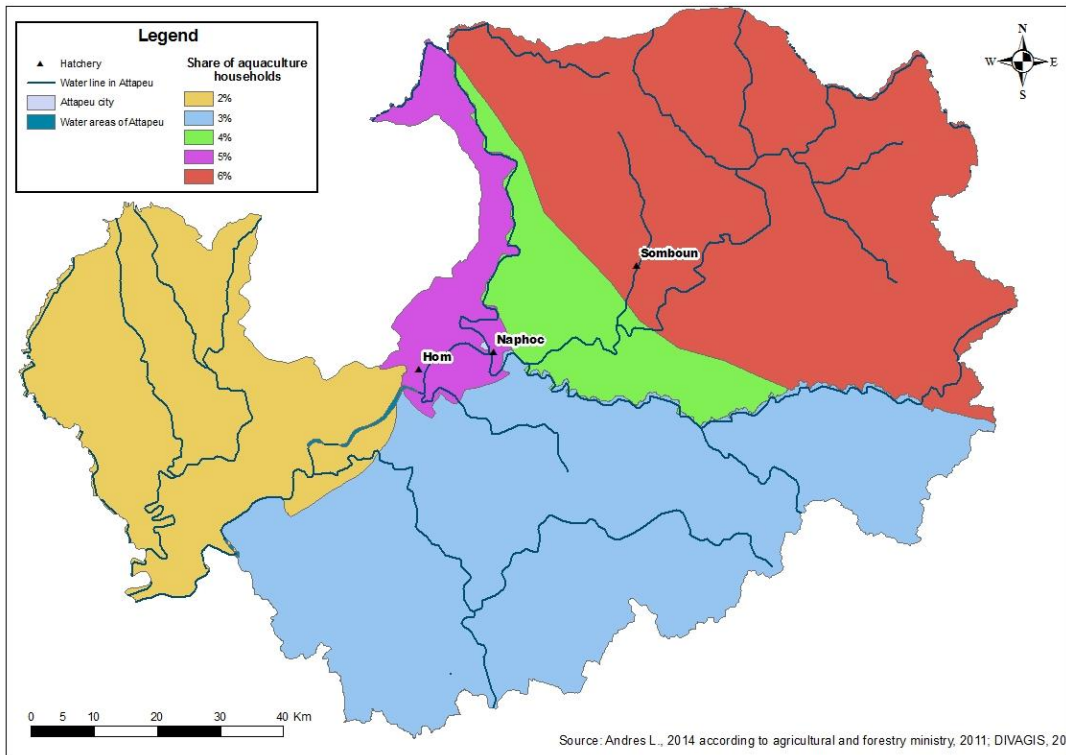 Legend
Hatchery
Water line in Attapeu
Attapeu city
Water areas of Attapeu
Share of aquaculture
households
2%
3%
4%
5%
6%
N
W E
S
Somboun
Naphoc
Hom
0 5 10 20 30 40 Km
Source: Andres L., 2014 according to agricultural and forestry ministry, 2011; DIVAGIS, 20